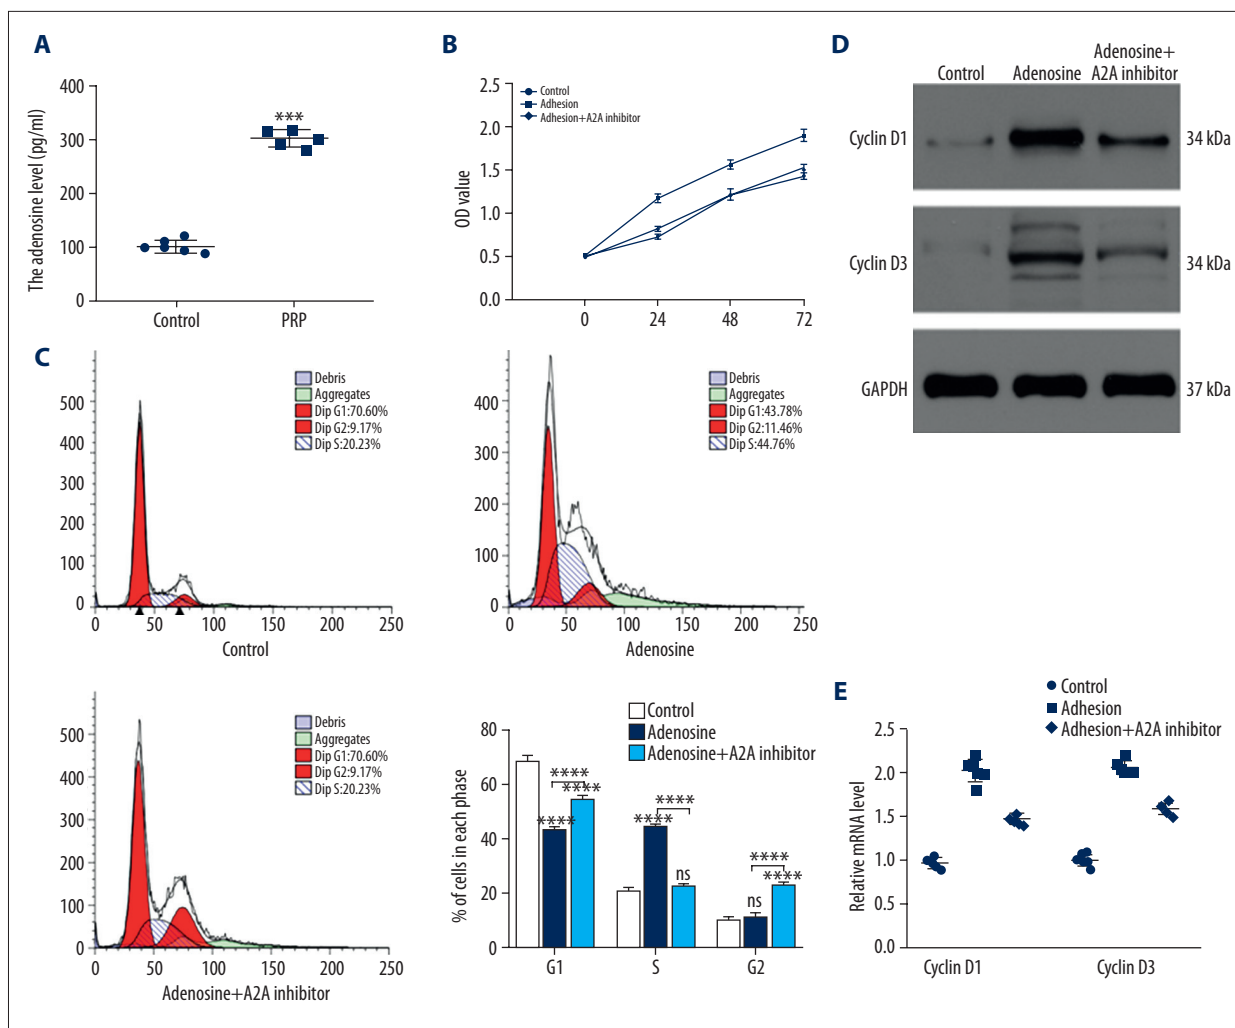 A
The adenosine level (pg/ml)
400
300
200
100
0
***
Control
PRP
B
OD value
2.5
2.0
1.5
1.0
0.5
0.0
Control
Adhesion
Adhesion+A2A inhibitor
0
24
48
72
D
Control
Adenosine
Adenosine+
A2A inhibitor
Cyclin D1
34 kDa
Cyclin D3
34 kDa
GAPDH
37 kDa
C
500
400
300
200
100
0
Debris
Aggregates
Dip G1:70.60%
Dip G2:9.17%
Dip S:20.23%
0
50
100
150
200
250
Control
400
300
200
100
0
Debris
Aggregates
Dip G1:43.78%
Dip G2:11.46%
Dip S:44.76%
0
50
100
150
200
250
Adenosine
500
400
300
200
100
0
Debris
Aggregates
Dip G1:70.60%
Dip G2:9.17%
Dip S:20.23%
0
50
100
150
200
250
Adenosine+A2A inhibitor
% of cells in each phase
80
60
40
20
0
Control
Adenosine
Adenosine+A2A inhibitor
****
****
****
****
****
ns
****
ns
****
G1
S
G2
E
Control
Adhesion
Adhesion+A2A inhibitor
Relative mRNA level
2.5
2.0
1.5
1.0
0.5
0.0
Cyclin D1
Cyclin D3